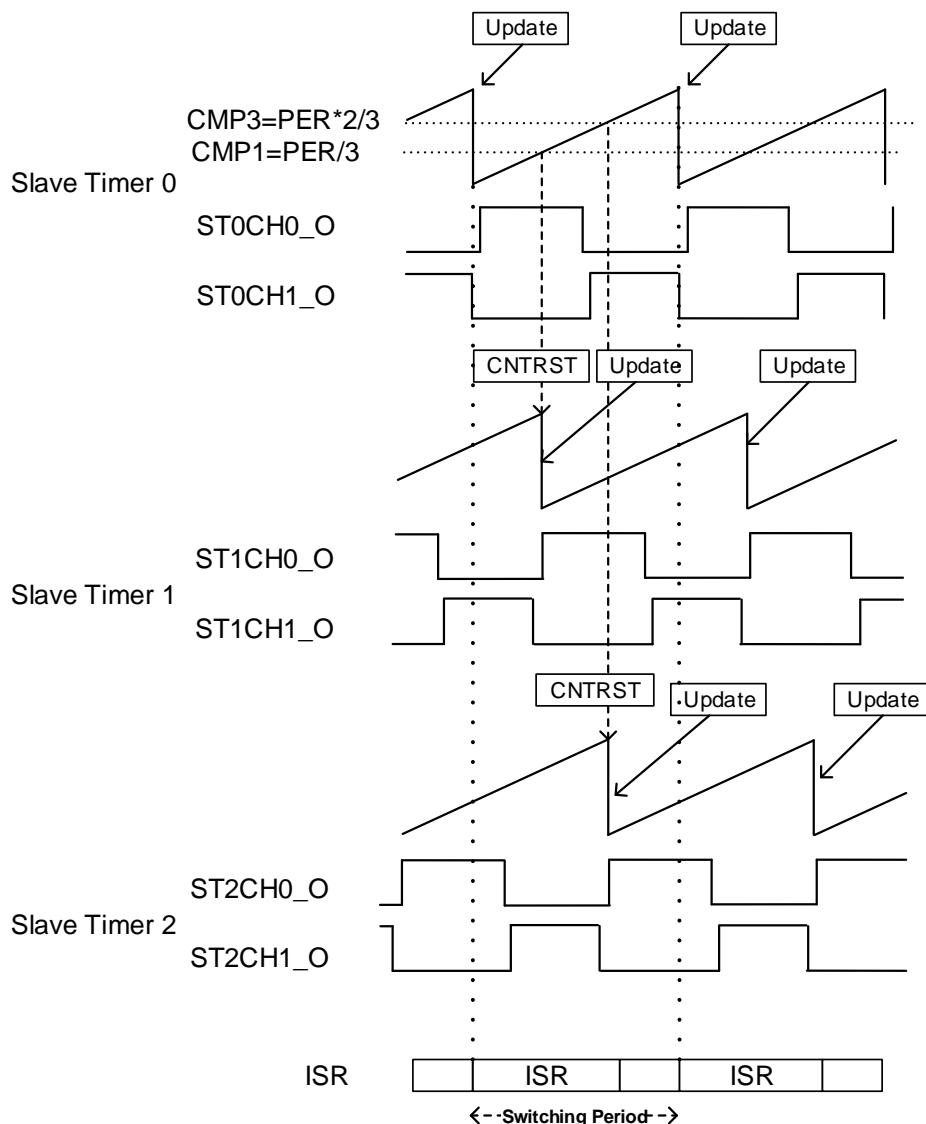 Update
Update
CMP3=PER*2/3
CMP1=PER/3
Slave Timer 0
ST0CH0_O
ST0CH1_O
CNTRST
Update
Update
ST1CH0_O
Slave Timer 1
ST1CH1_O
CNTRST
Update
Update
ST2CH0_O
Slave Timer 2
ST2CH1_O
ISR
ISR
ISR
Switching Period